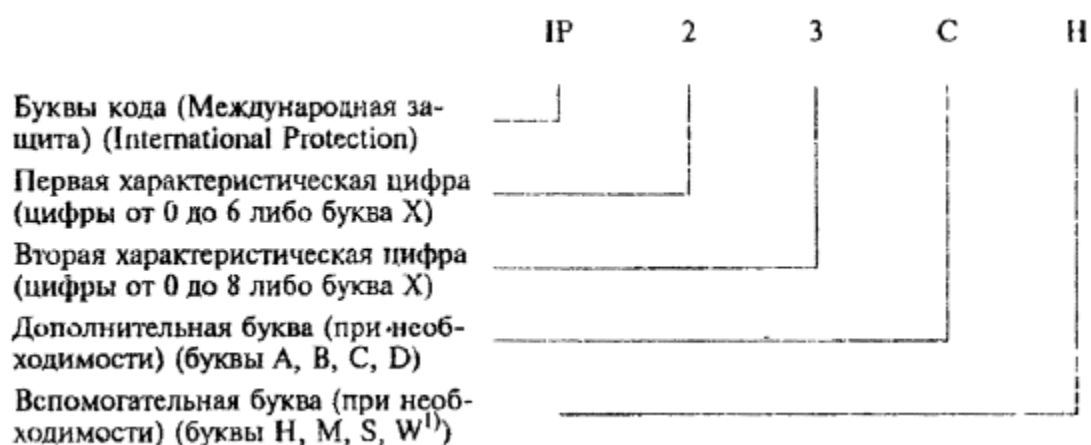 IP 2 3 C H
Буквы кода (Международная за-
щита) (International Protection)
Первая характеристическая цифра
(цифры от 0 до 6 либо буква X)
Вторая характеристическая цифра
(цифры от 0 до 8 либо буква X)
Дополнительная буква (при необ-
ходимости) (буквы A, B, C, D)
Вспомогательная буква (при необ-
ходимости) (буквы H, M, S, W¹⁾)